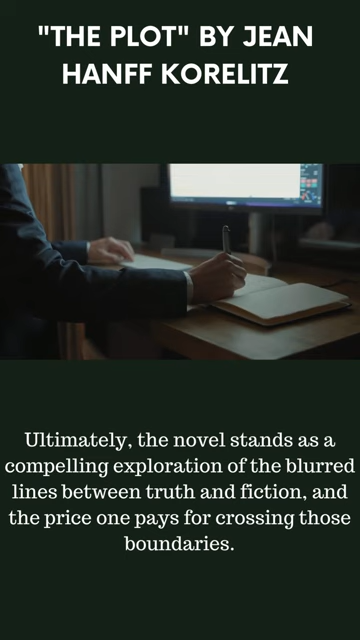 "THE PLOT" BY JEAN
HANFF KORELITZ
Ultimately, the novel stands as a
compelling exploration of the blurred
lines between truth and fiction, and
the price one pays for crossing those
boundaries.